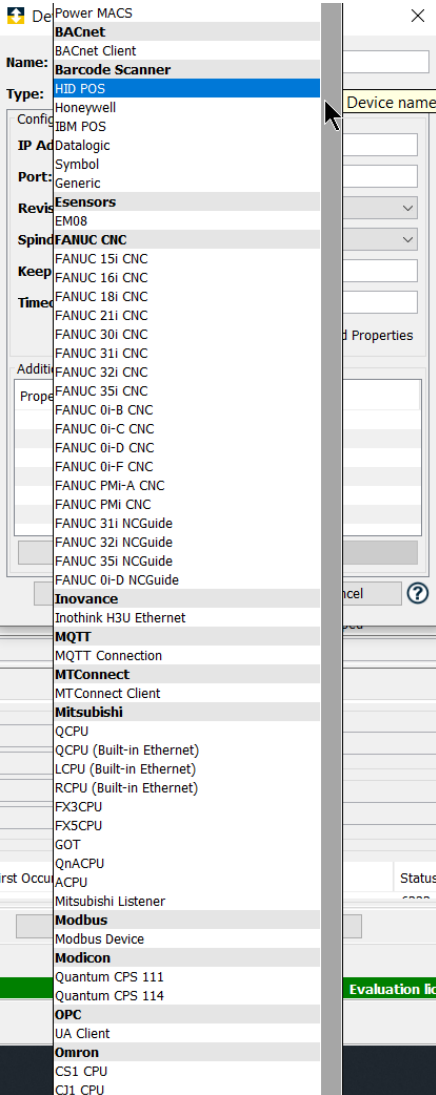 De
Power MACS
BACnet
BACnet Client
Name:
Barcode Scanner
HID POS
Type:
Device name
Honeywell
Config
IBM POS
IP Ad
Datalogic
Symbol
Port:
Generic
Esensors
Revis
EM08
Spind
FANUC CNC
FANUC 15i CNC
Keep
FANUC 16i CNC
FANUC 18i CNC
Timeo
FANUC 21i CNC
FANUC 30i CNC
d Properties
FANUC 31i CNC
Additi
FANUC 32i CNC
FANUC 35i CNC
Prope
FANUC 0i-B CNC
FANUC 0i-C CNC
FANUC 0i-D CNC
FANUC 0i-F CNC
FANUC PMi-A CNC
FANUC PMi CNC
FANUC 31i NCGuide
FANUC 32i NCGuide
FANUC 35i NCGuide
FANUC 0i-D NCGuide
ncel
?
Inovance
Inothink H3U Ethernet
MQTT
MQTT Connection
MTConnect
MTConnect Client
Mitsubishi
QCPU
QCPU (Built-in Ethernet)
LCPU (Built-in Ethernet)
RCPU (Built-in Ethernet)
FX3CPU
FX5CPU
GOT
QnACPU
irst Occu
ACPU
Status
Mitsubishi Listener
Modbus
Modbus Device
Modicon
Quantum CPS 111
Evaluation lic
Quantum CPS 114
OPC
UA Client
Omron
CS1 CPU
CJ1 CPU